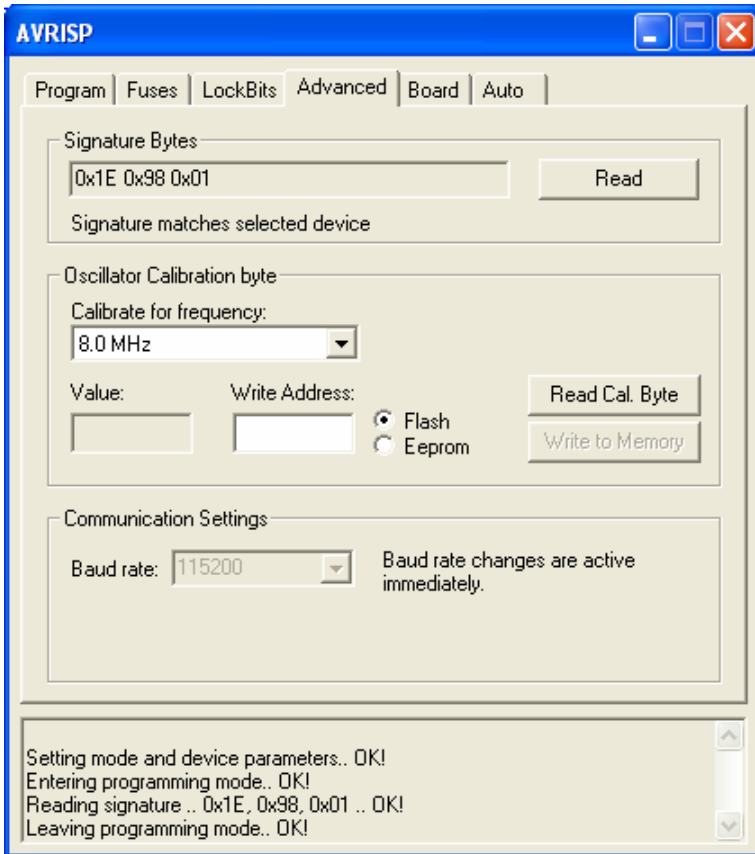 AVRISP
Program Fuses LockBits Advanced Board Auto
Signature Bytes
0x1E 0x98 0x01
Read
Signature matches selected device
Oscillator Calibration byte
Calibrate for frequency:
8.0 MHz
Value:
Write Address:
Flash
Eeprom
Read Cal. Byte
Write to Memory
Communication Settings
Baud rate:
115200
Baud rate changes are active
immediately.
Setting mode and device parameters.. OK!
Entering programming mode.. OK!
Reading signature .. 0x1E, 0x98, 0x01 .. OK!
Leaving programming mode.. OK!